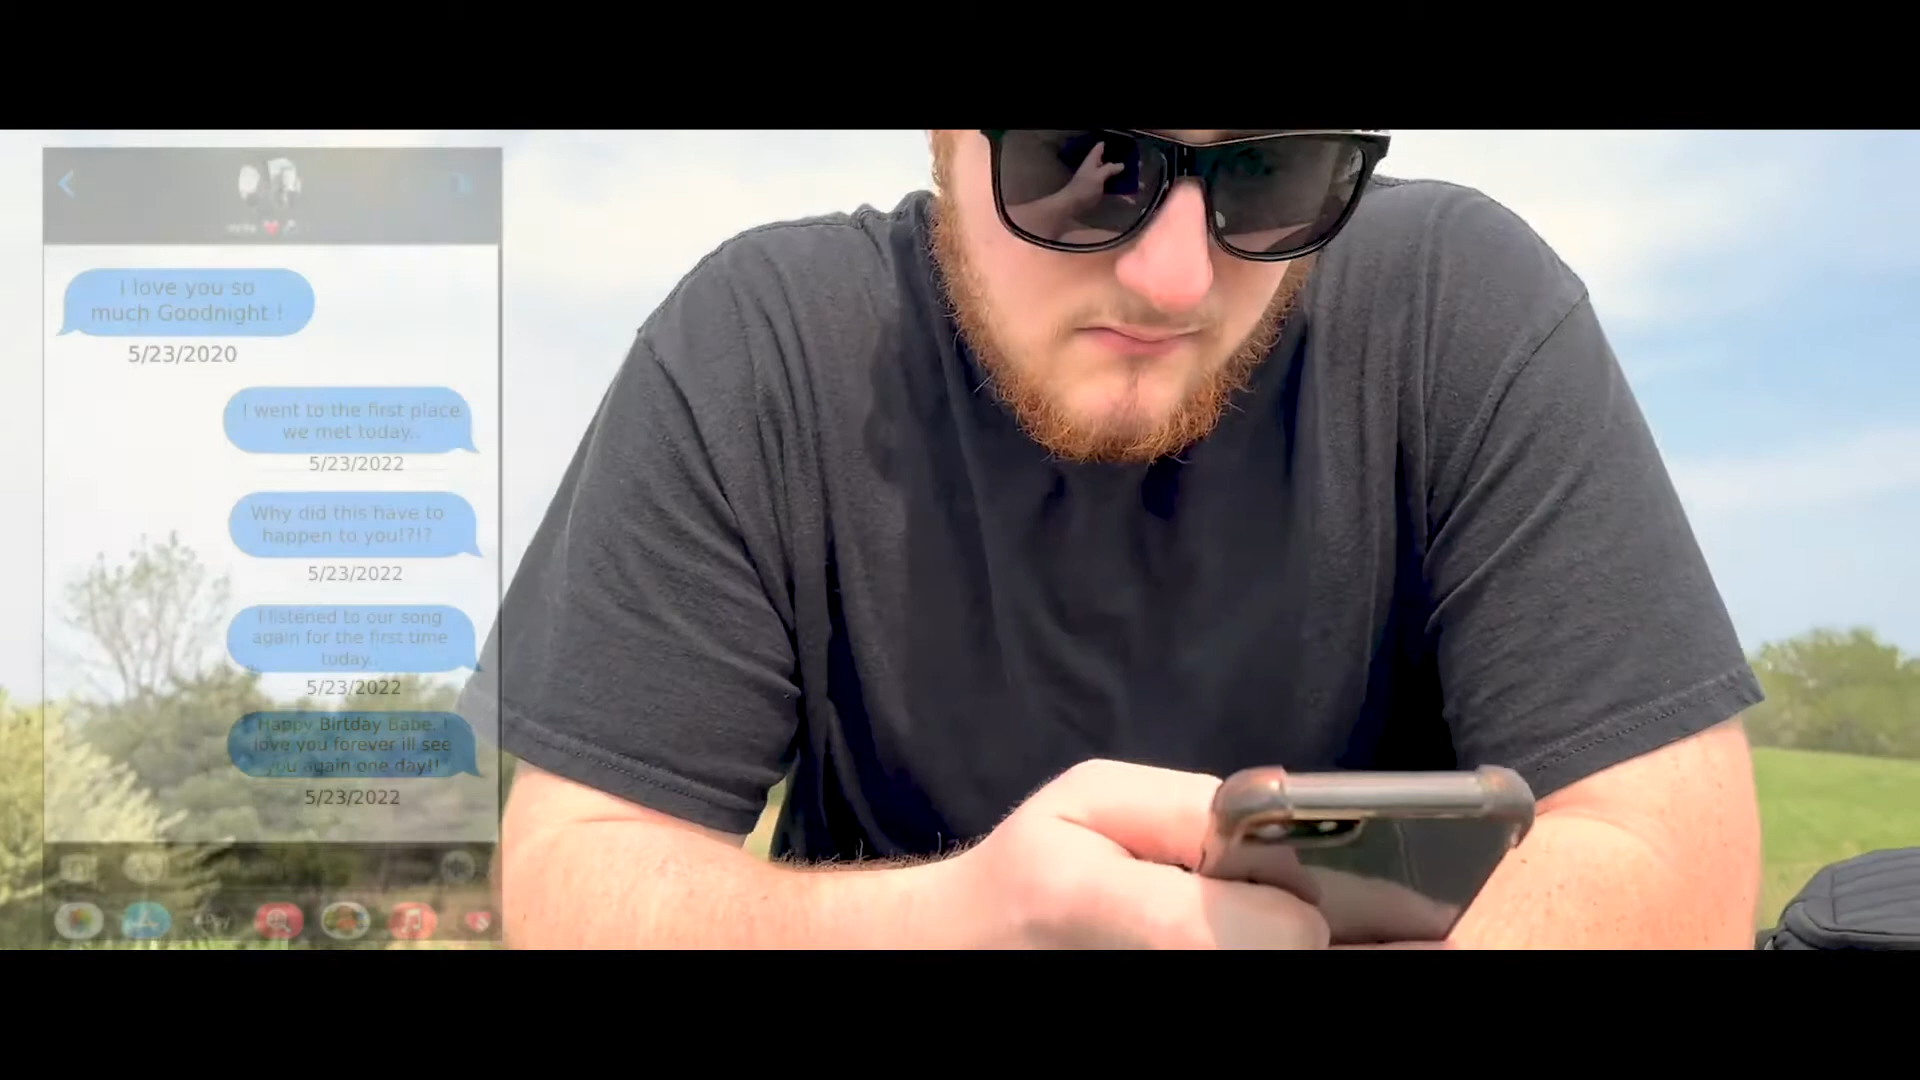 I love you so
much Goodnight !
5/23/2020
I went to the first place
we met today..
5/23/2022
Why did this have to
happen to you!?!?
5/23/2022
I listened to our song
again for the first time
today..
5/23/2022
Happy Birtday Babe, I
love you forever ill see
you again one day!!
5/23/2022